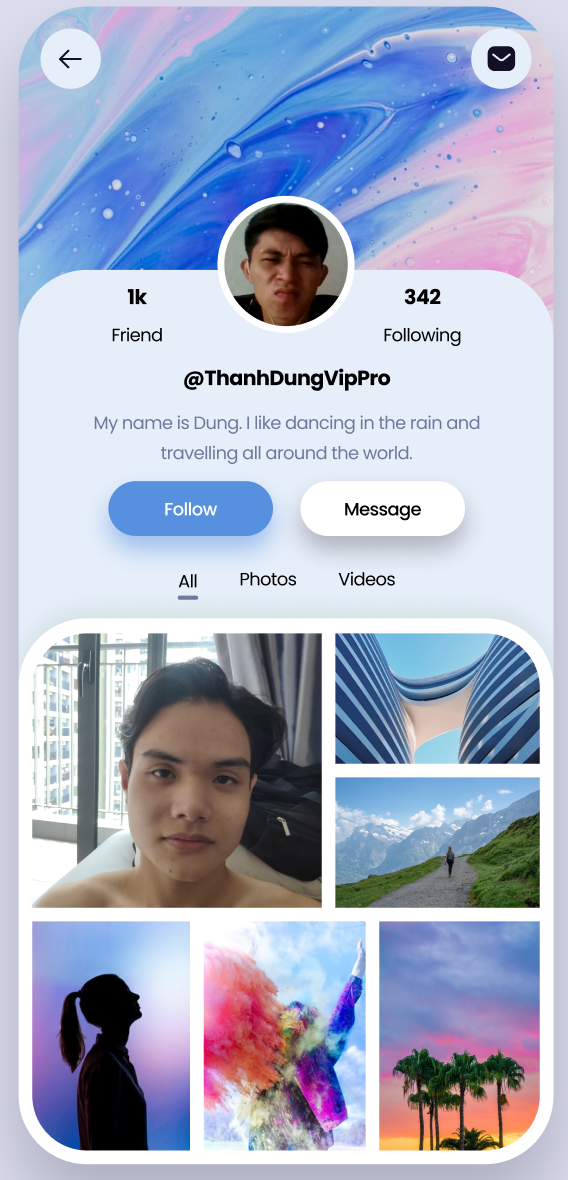 1k
Friend
342
Following
@ThanhDungVipPro
My name is Dung. I like dancing in the rain and
travelling all around the world.
Follow
Message
All
Photos
Videos